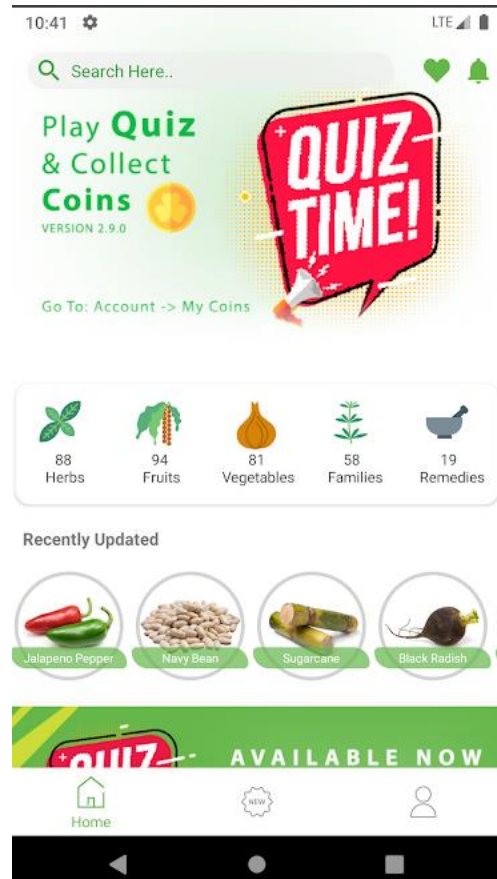 10:41
LTE
Search Here..
Play Quiz
& Collect
Coins
VERSION 2.9.0
Go To: Account -> My Coins
QUIZ
TIME!
88
Herbs
94
Fruits
81
Vegetables
58
Families
19
Remedies
Recently Updated
Jalapeno Pepper
Navy Bean
Sugarcane
Black Radish
QUIZ
AVAILABLE NOW
Home
NEW